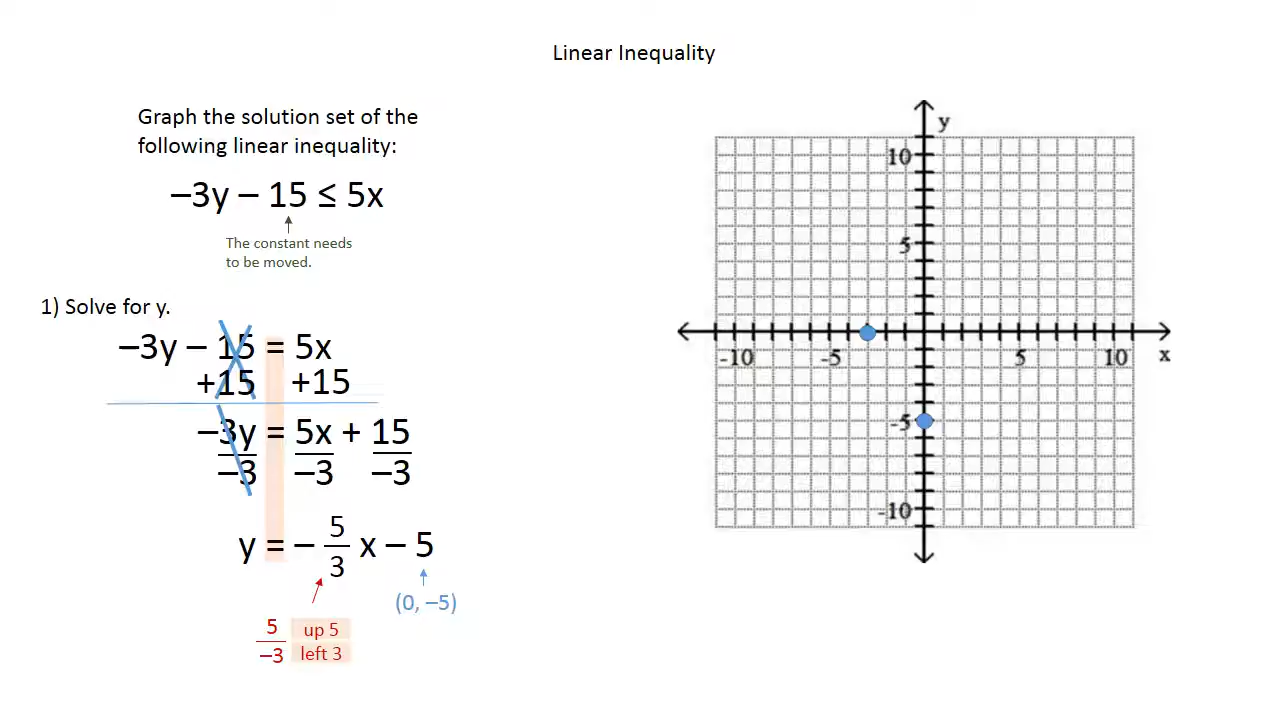 Linear Inequality
Graph the solution set of the
following linear inequality:
–3y – 15 ≤ 5x
The constant needs
to be moved.
1) Solve for y.
–3y – 15 = 5x
+15 +15
–3y = 5x + 15
–3 –3 –3
y = – 5/3 x – 5
(0, –5)
5 up 5
–3 left 3
y
10
5
-10 -5 5 10 x
-5
-10